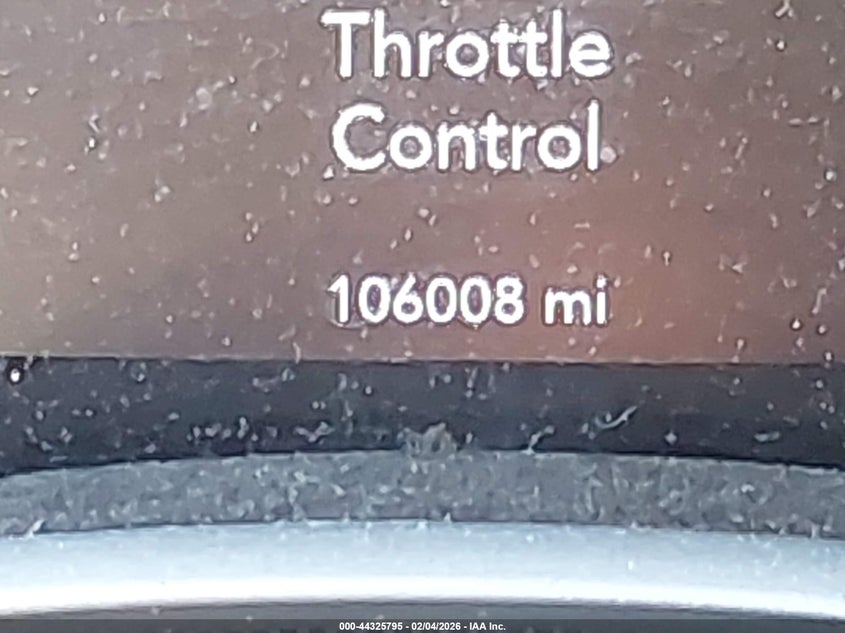 Throttle
Control
106008 mi
000-44325795 - 02/04/2026 - IAA Inc.